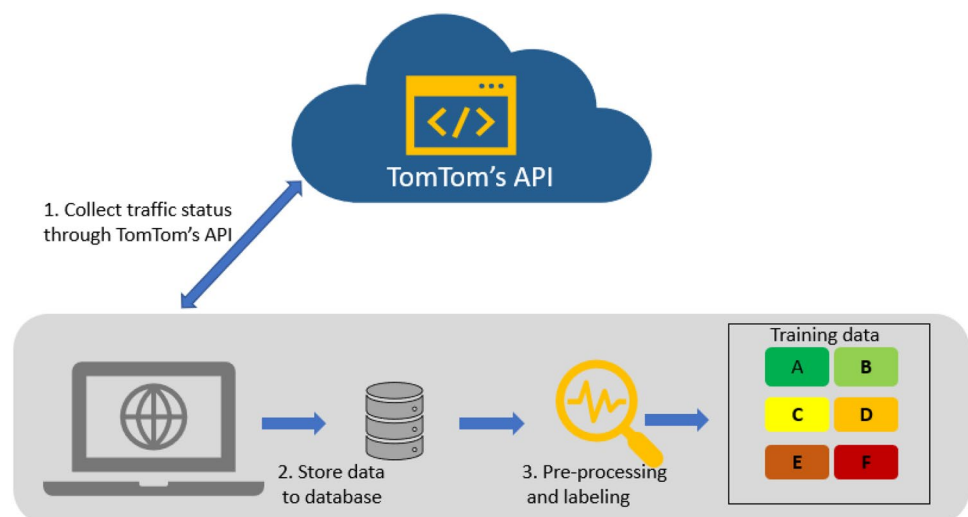 </>
TomTom's API
1. Collect traffic status
through TomTom's API
Training data
A B
C D
E F
2. Store data
to database
3. Pre-processing
and labeling